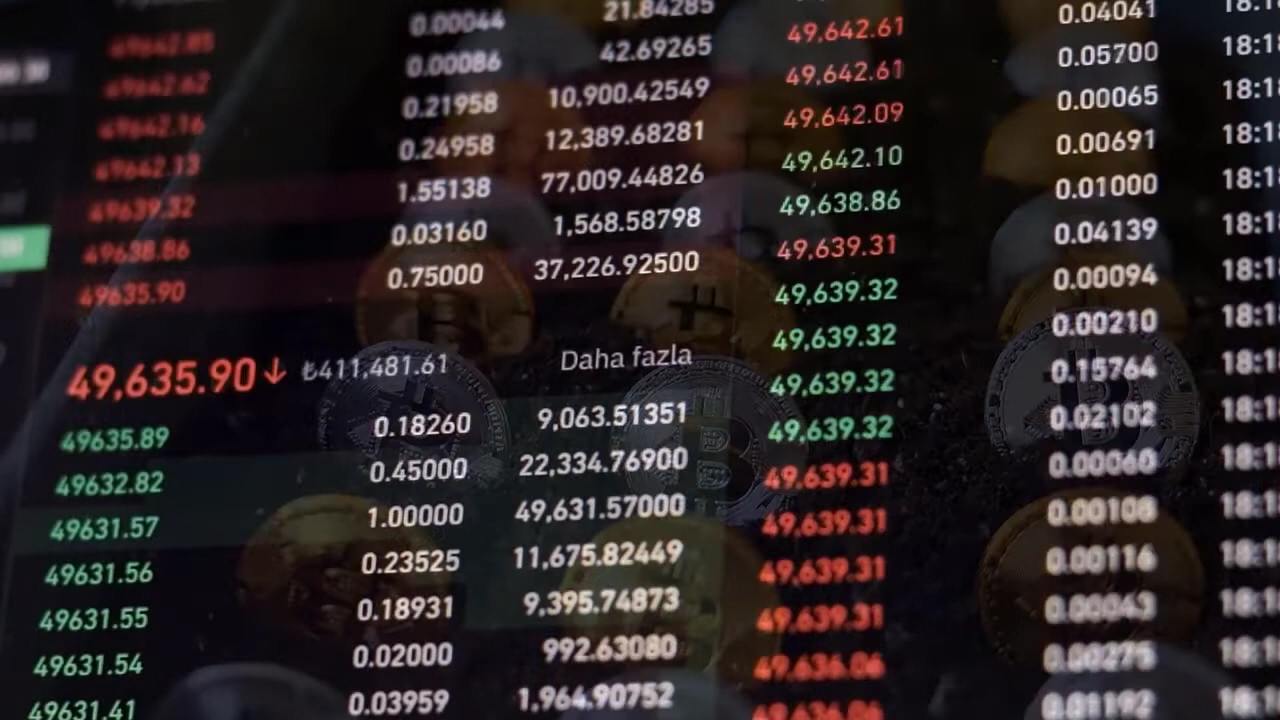 0.00044 21.84285 49,642.61 0.04041 18:1
49642.85 0.00086 42.69265 49,642.61 0.05700 18:1
49642.62 0.21958 10,900.42549 49,642.09 0.00065 18:1
49642.16 0.24958 12,389.68281 49,642.10 0.00691 18:1
49642.13 1.55138 77,009.44826 49,638.86 0.01000 18:1
49639.32 0.03160 1,568.58798 49,639.31 0.04139 18:1
49638.86 0.75000 37,226.92500 49,639.32 0.00094 18:1
49635.90 49,639.32 0.00210 18:1
49,635.90↓ ₺411,481.61 Daha fazla 49,639.32 0.15764 18:1
49635.89 0.18260 9,063.51351 49,639.32 0.02102 18:1
49632.82 0.45000 22,334.76900 49,639.31 0.00060 18:1
49631.57 1.00000 49,631.57000 49,639.31 0.00108 18:1
49631.56 0.23525 11,675.82449 49,639.31 0.00116 18:1
49631.55 0.18931 9,395.74873 49,639.31 0.00043 18:1
49631.54 0.02000 992.63080 49,636.06 0.00275 18:1
49631.41 0.03959 1,964.90752 49,636.06 0.01192 18:1